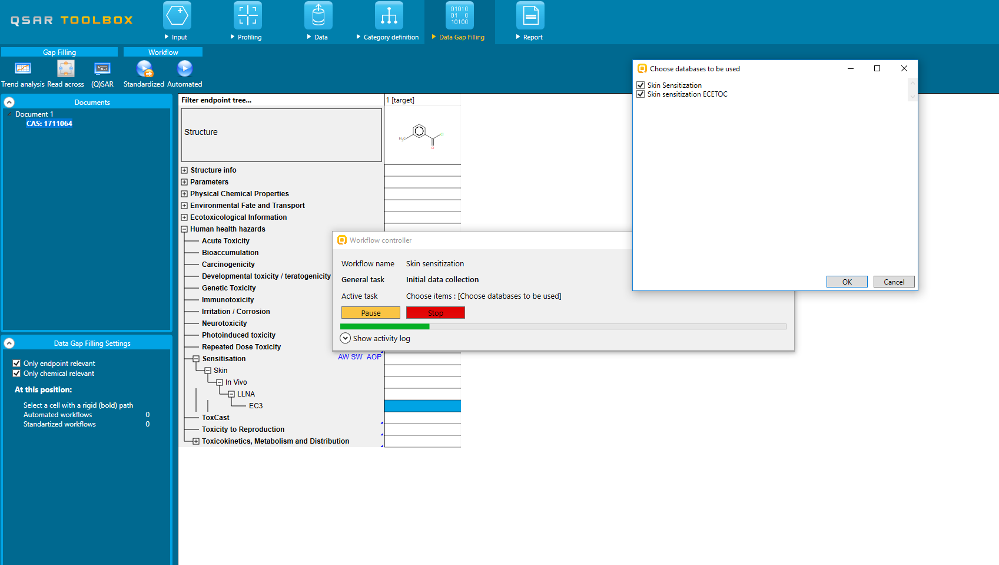 QSAR TOOLBOX
Input
Profiling
Data
Category definition
01010
01 0
10100
Data Gap Filling
Report
Gap Filling
Workflow
Trend analysis
Read across
(Q)SAR
Standardized
Automated
Documents
Document 1
CAS: 1711064
Data Gap Filling Settings
Only endpoint relevant
Only chemical relevant
At this position:
Select a cell with a rigid (bold) path
Automated workflows 0
Standartized workflows 0
Filter endpoint tree...
1 [target]
Structure
H3C
Cl
O
Structure info
Parameters
Physical Chemical Properties
Environmental Fate and Transport
Ecotoxicological Information
Human health hazards
Acute Toxicity
Bioaccumulation
Carcinogenicity
Developmental toxicity / teratogenicity
Genetic Toxicity
Immunotoxicity
Irritation / Corrosion
Neurotoxicity
Photoinduced toxicity
Repeated Dose Toxicity
Sensitisation AW SW AOP
Skin
In Vivo
LLNA
EC3
ToxCast
Toxicity to Reproduction
Toxicokinetics, Metabolism and Distribution
Workflow controller
Workflow name Skin sensitization
General task Initial data collection
Active task Choose items : [Choose databases to be used]
Pause
Stop
Show activity log
Choose databases to be used
Skin Sensitization
Skin sensitization ECETOC
OK
Cancel